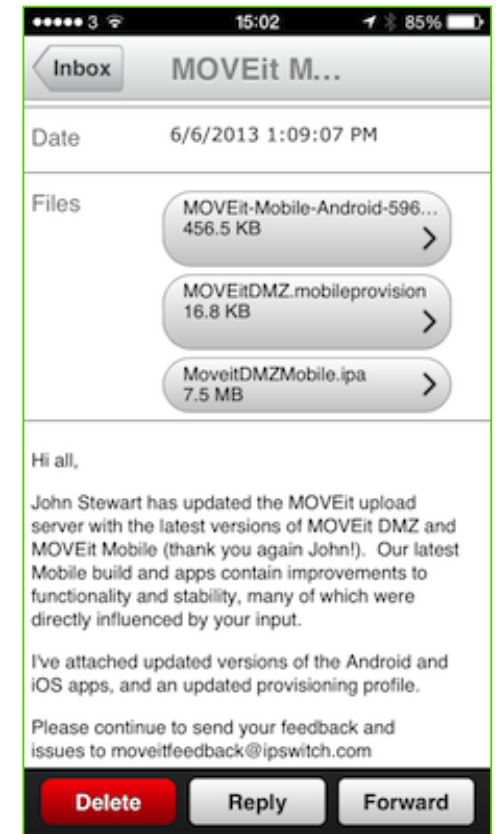 3 15:02 85%
Inbox MOVEit M...
Date 6/6/2013 1:09:07 PM
Files
MOVEit-Mobile-Android-596...
456.5 KB
MOVEitDMZ.mobileprovision
16.8 KB
MoveitDMZMobile.ipa
7.5 MB
Hi all,
John Stewart has updated the MOVEit upload
server with the latest versions of MOVEit DMZ and
MOVEit Mobile (thank you again John!).  Our latest
Mobile build and apps contain improvements to
functionality and stability, many of which were
directly influenced by your input.
I've attached updated versions of the Android and
iOS apps, and an updated provisioning profile.
Please continue to send your feedback and
issues to moveitfeedback@ipswitch.com
Delete Reply Forward